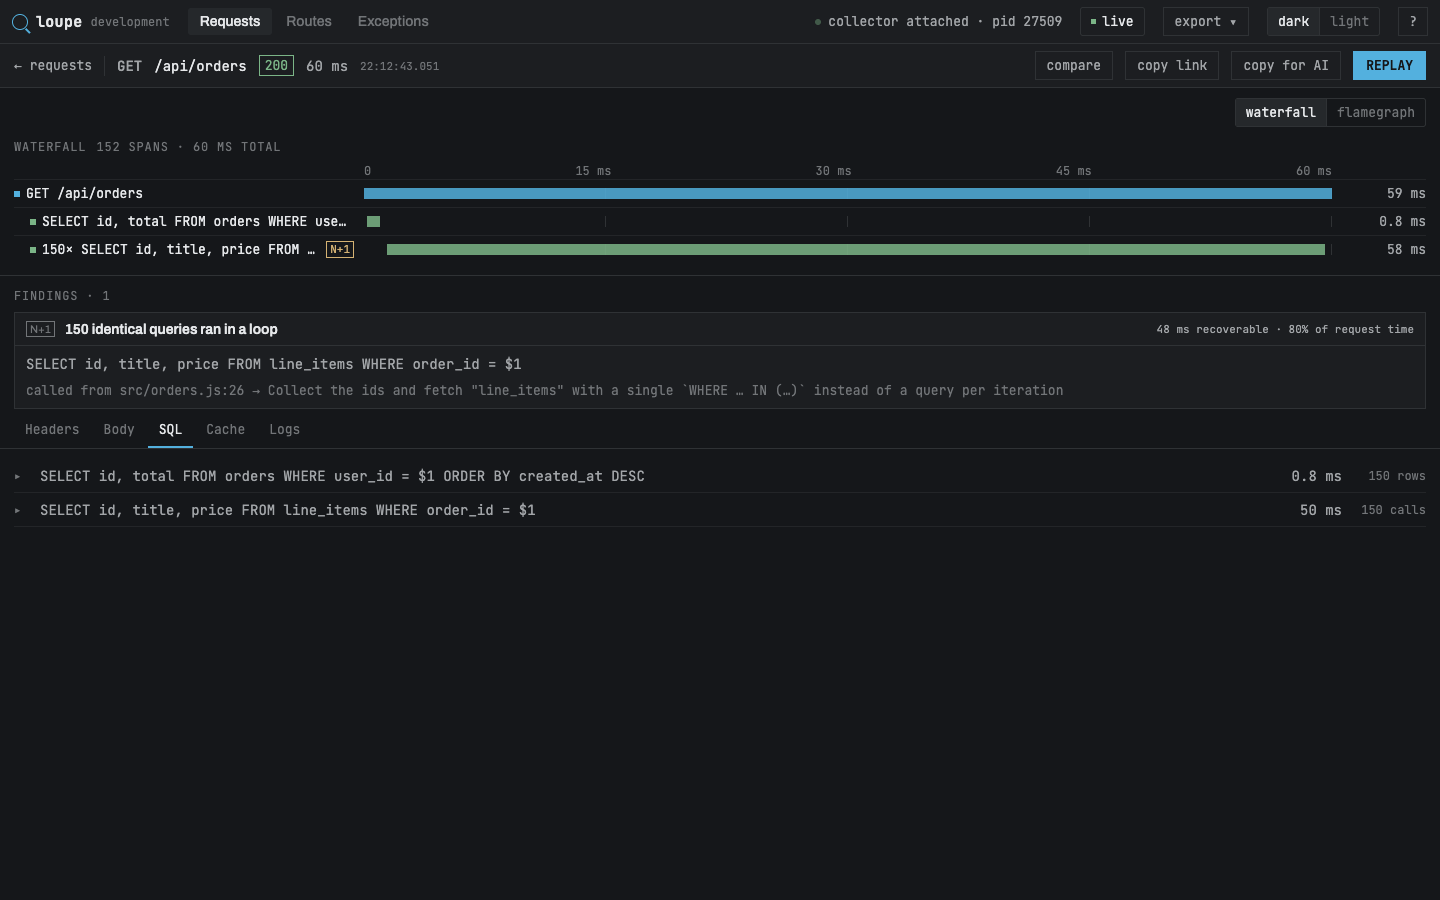 loupe development Requests Routes Exceptions collector attached · pid 27509 live export ▾ dark light ?
← requests GET /api/orders 200 60 ms 22:12:43.051 compare copy link copy for AI REPLAY
waterfall flamegraph
WATERFALL 152 SPANS · 60 MS TOTAL
0 15 ms 30 ms 45 ms 60 ms
GET /api/orders 59 ms
SELECT id, total FROM orders WHERE use… 0.8 ms
150× SELECT id, title, price FROM … N+1 58 ms
FINDINGS · 1
N+1 150 identical queries ran in a loop 48 ms recoverable · 80% of request time
SELECT id, title, price FROM line_items WHERE order_id = $1
called from src/orders.js:26 → Collect the ids and fetch "line_items" with a single `WHERE … IN (…)` instead of a query per iteration
Headers Body SQL Cache Logs
▸ SELECT id, total FROM orders WHERE user_id = $1 ORDER BY created_at DESC 0.8 ms 150 rows
▸ SELECT id, title, price FROM line_items WHERE order_id = $1 50 ms 150 calls